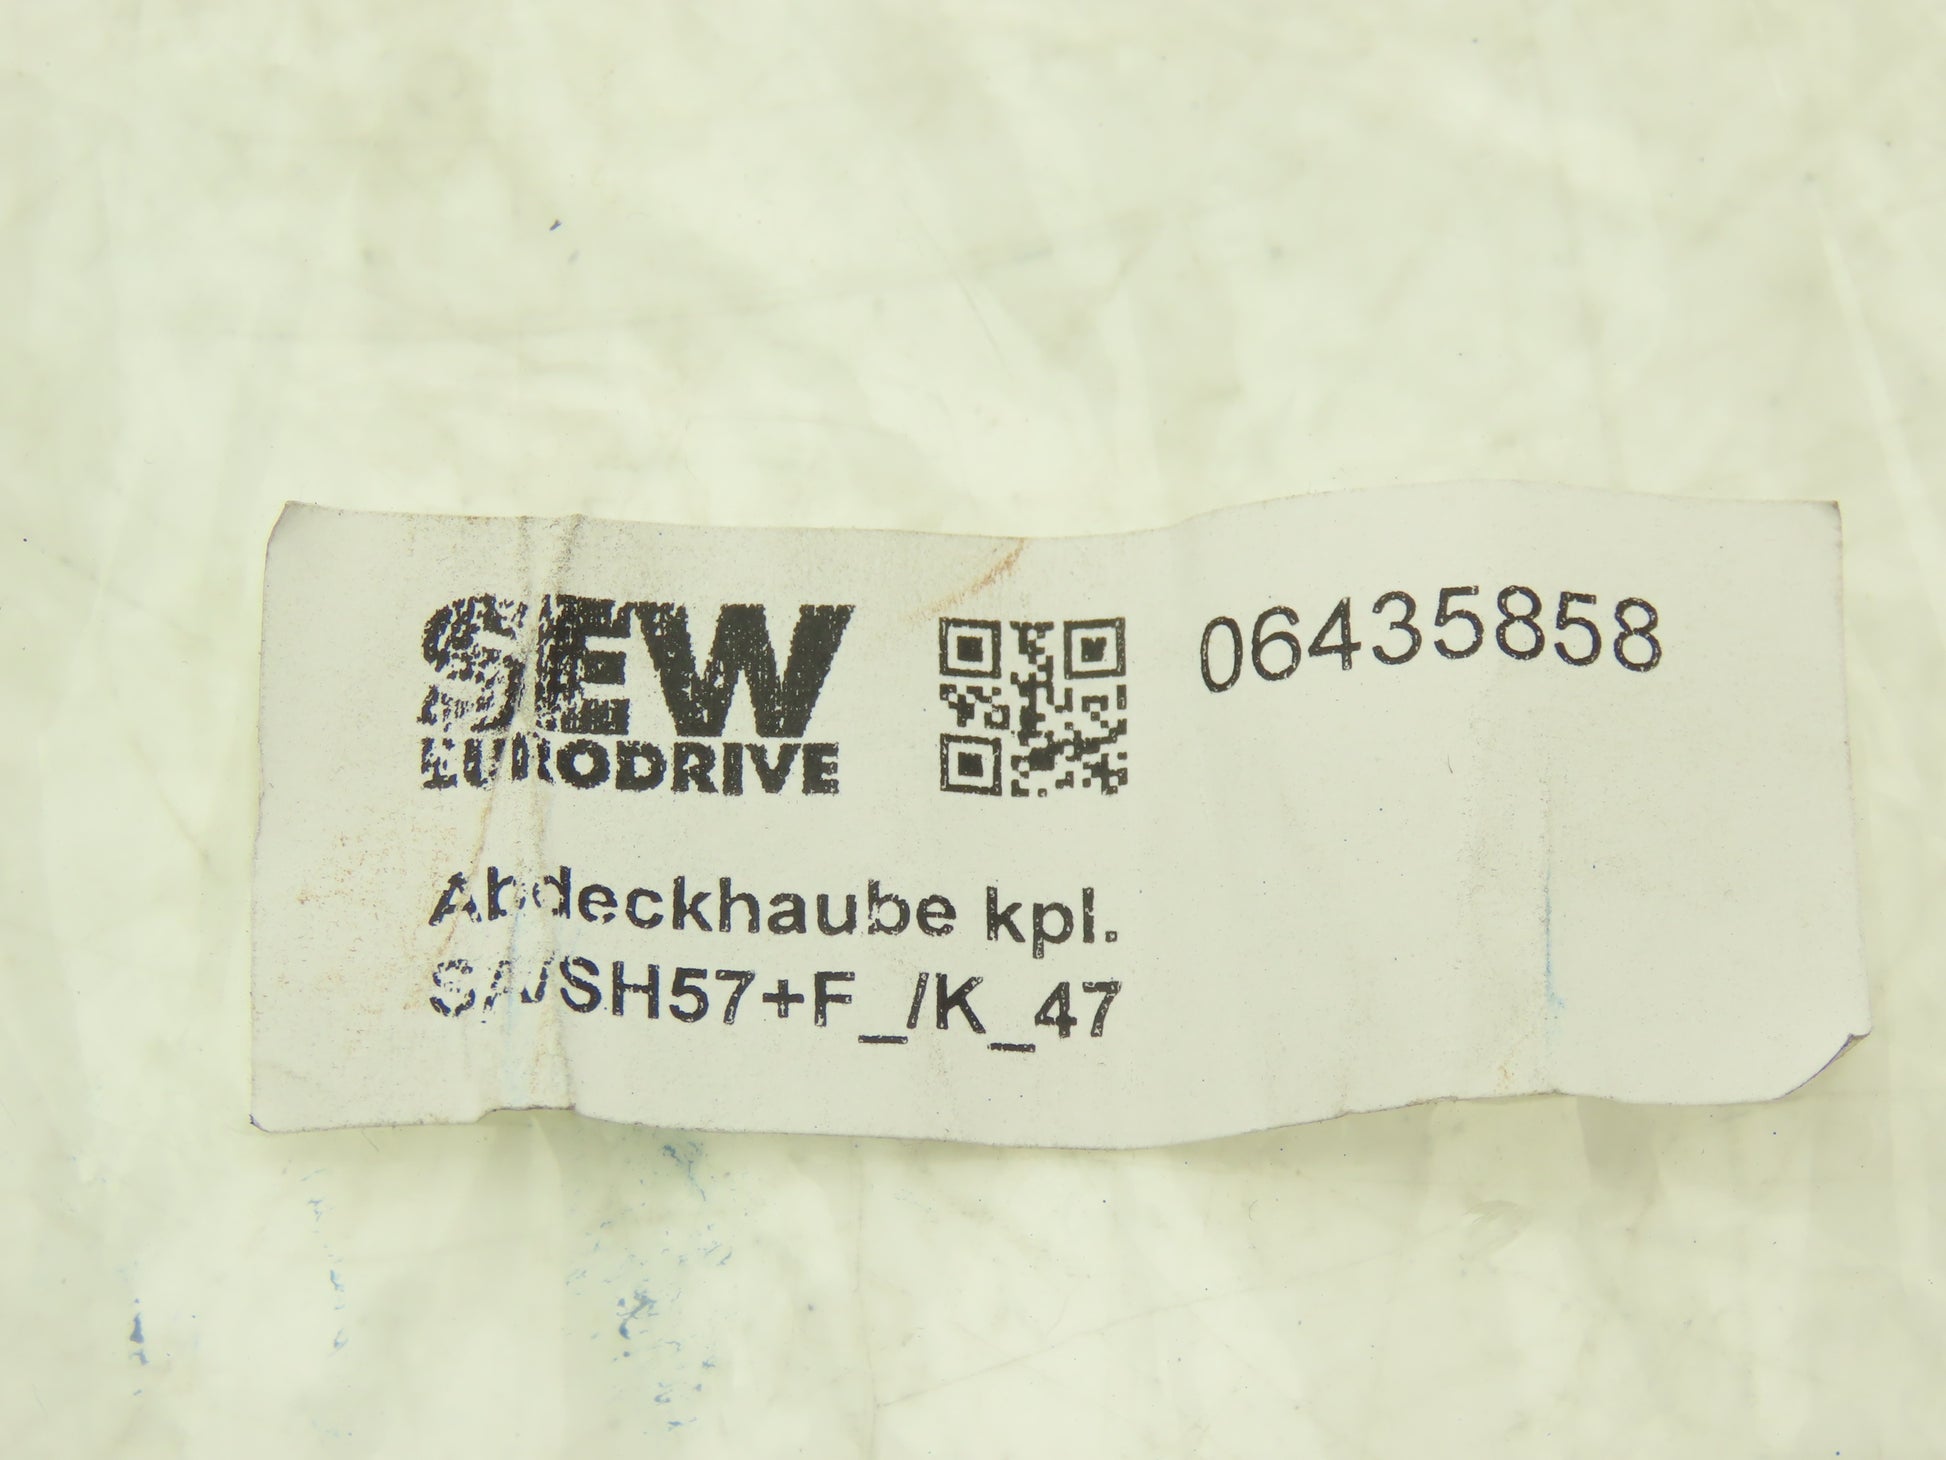 SEW
EURODRIVE
06435858
Abdeckhaube kpl.
SA/SH57+F_/K_47